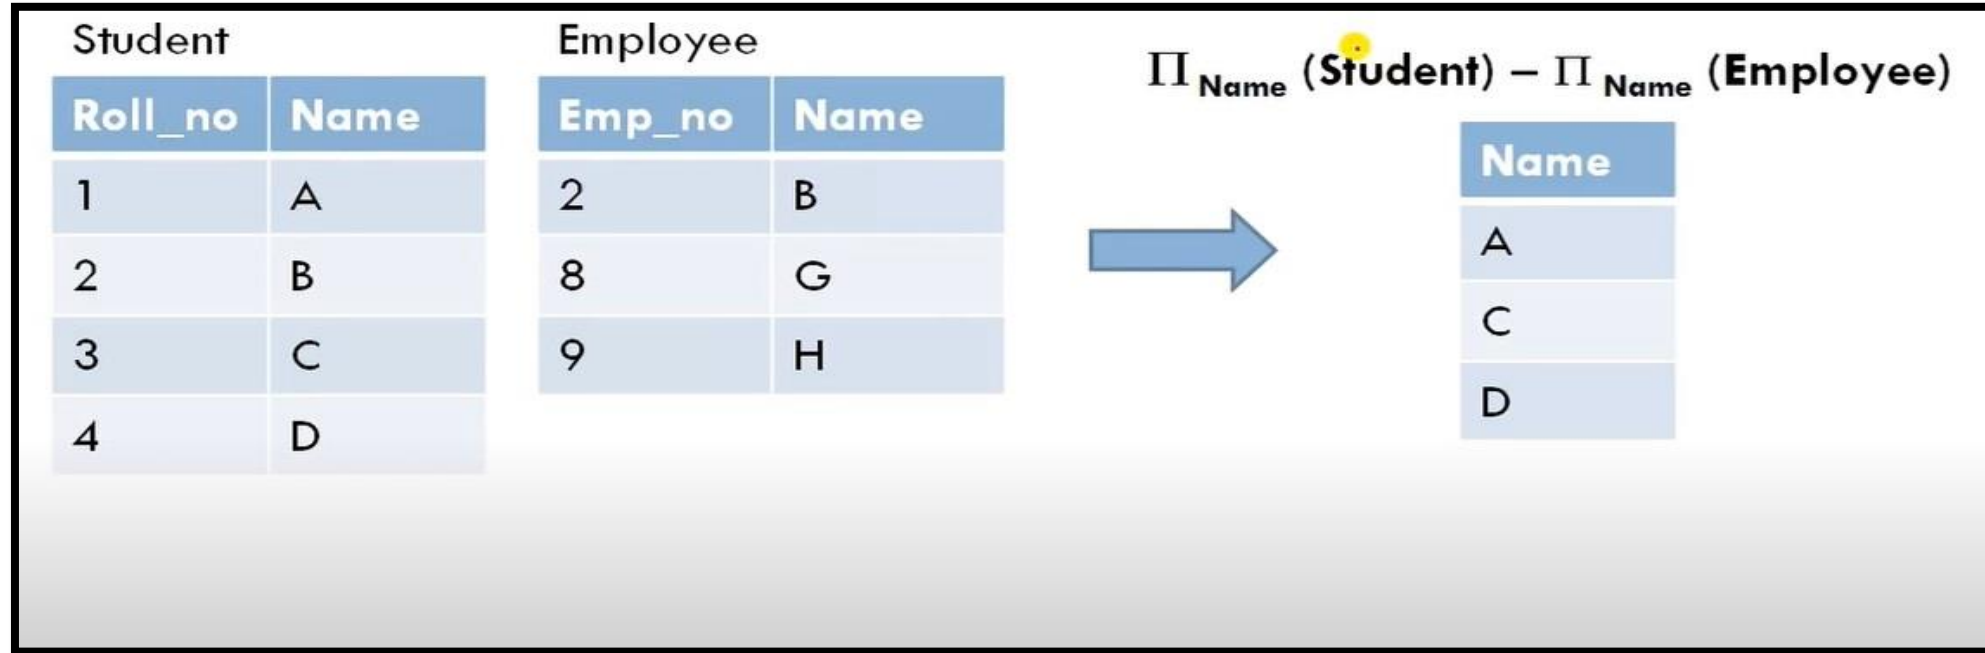 Student
Roll_no Name
1 A
2 B
3 C
4 D
Employee
Emp_no Name
2 B
8 G
9 H
Π Name (Student) – Π Name (Employee)
Name
A
C
D